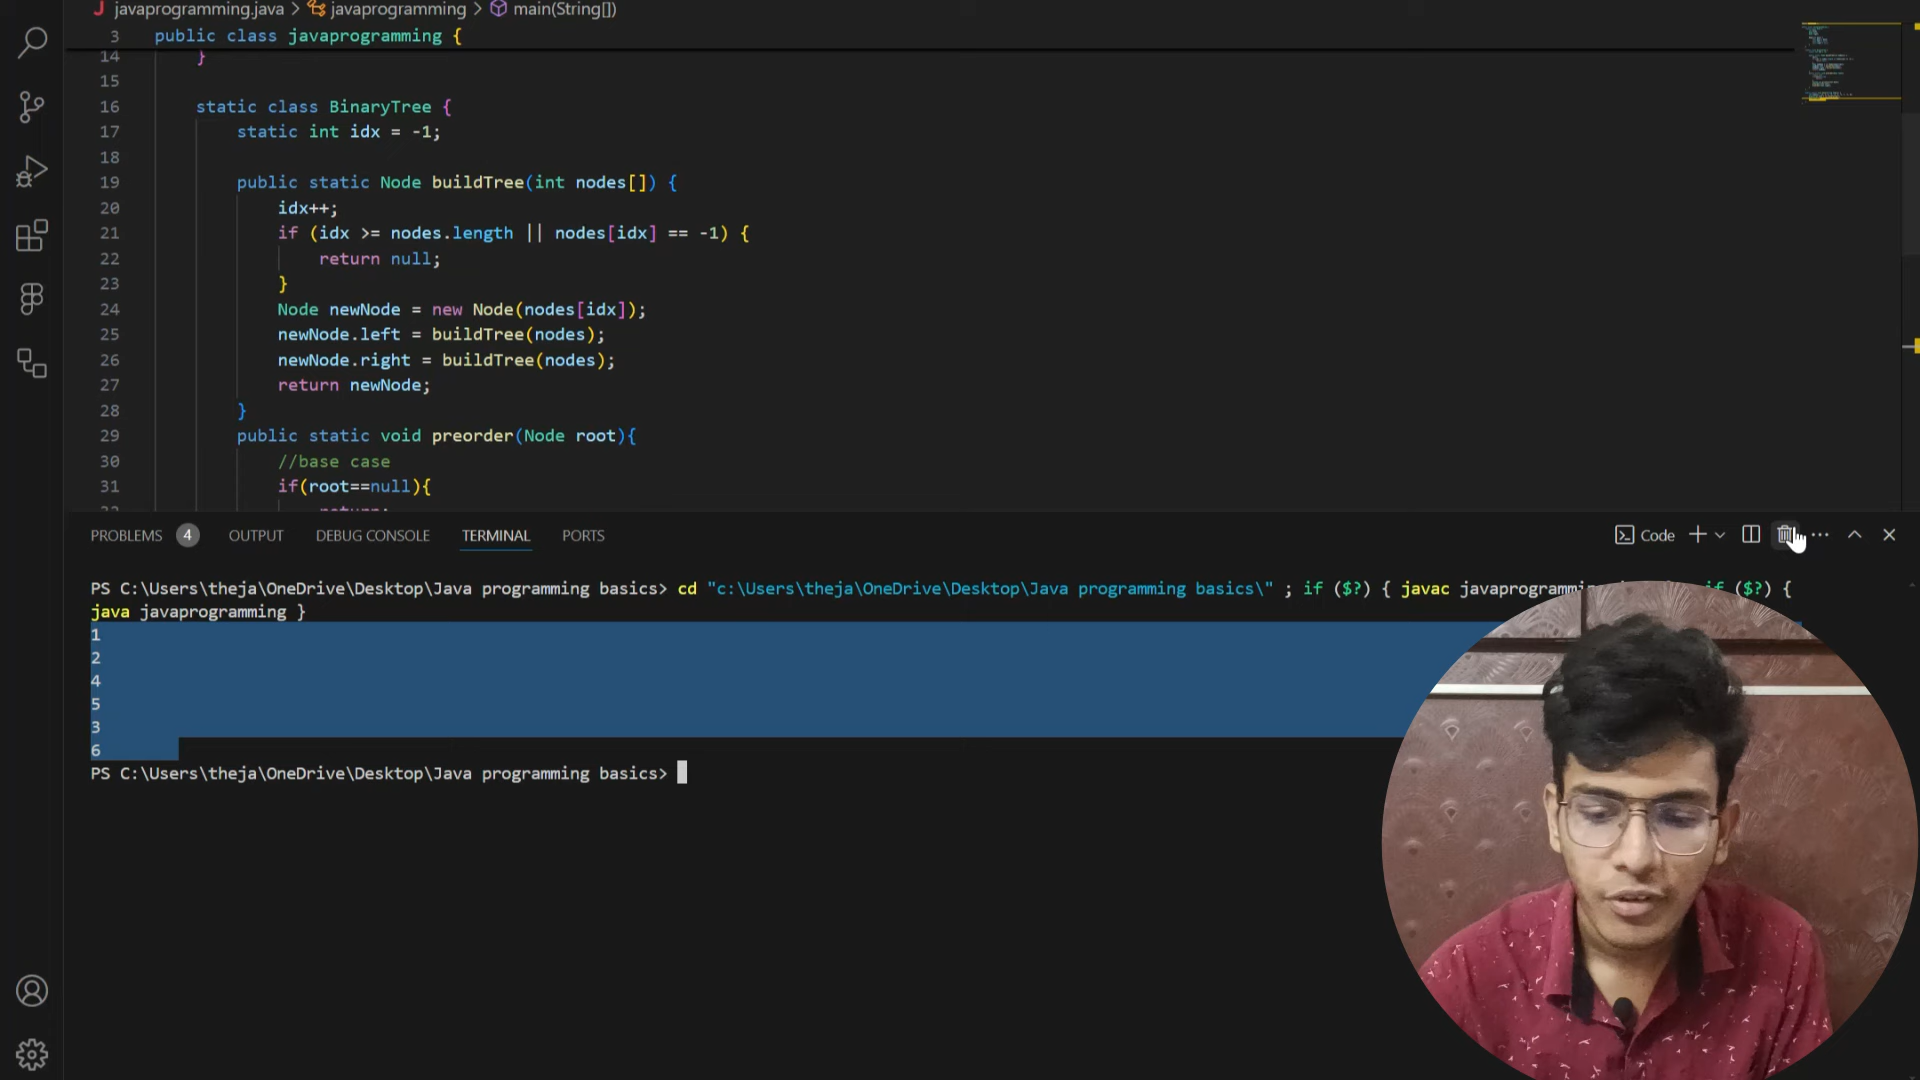 javaprogramming.java > javaprogramming > main(String[])
3 public class javaprogramming {
14 }
15
16 static class BinaryTree {
17 static int idx = -1;
18
19 public static Node buildTree(int nodes[]) {
20 idx++;
21 if (idx >= nodes.length || nodes[idx] == -1) {
22 return null;
23 }
24 Node newNode = new Node(nodes[idx]);
25 newNode.left = buildTree(nodes);
26 newNode.right = buildTree(nodes);
27 return newNode;
28 }
29 public static void preorder(Node root){
30 //base case
31 if(root==null){
PROBLEMS 4 OUTPUT DEBUG CONSOLE TERMINAL PORTS Code
PS C:\Users\theja\OneDrive\Desktop\Java programming basics> cd "c:\Users\theja\OneDrive\Desktop\Java programming basics\" ; if ($?) { javac if ($?) {
java javaprogramming }
1
2
4
5
3
6
PS C:\Users\theja\OneDrive\Desktop\Java programming basics>